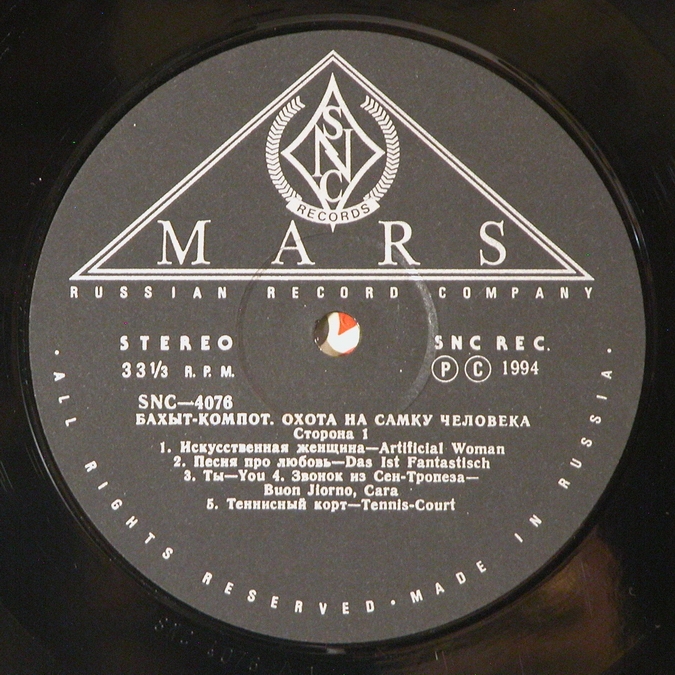 SNC
RECORDS
MARS
RUSSIAN RECORD COMPANY
STEREO
SNC REC.
33 1/3 R.P.M.
Ⓟ Ⓒ 1994
SNC—4076
БАХЫТ-КОМПОТ. ОХОТА НА САМКУ ЧЕЛОВЕКА
Сторона 1
1. Искусственная женщина—Artificial Woman
2. Песня про любовь—Das Ist Fantastisch
3. Ты—You 4. Звонок из Сен-Тропеза—
Buon Jiorno, Cara
5. Теннисный корт—Tennis-Court
· ALL RIGHTS RESERVED · MADE IN RUSSIA ·